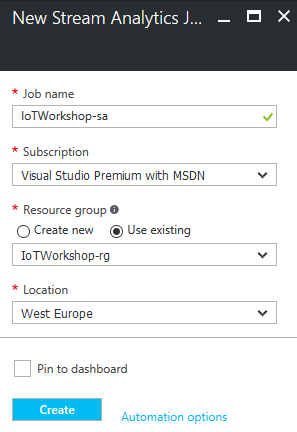 New Stream Analytics J...
* Job name
IoTWorkshop-sa
* Subscription
Visual Studio Premium with MSDN
* Resource group
Create new Use existing
IoTWorkshop-rg
* Location
West Europe
Pin to dashboard
Create Automation options